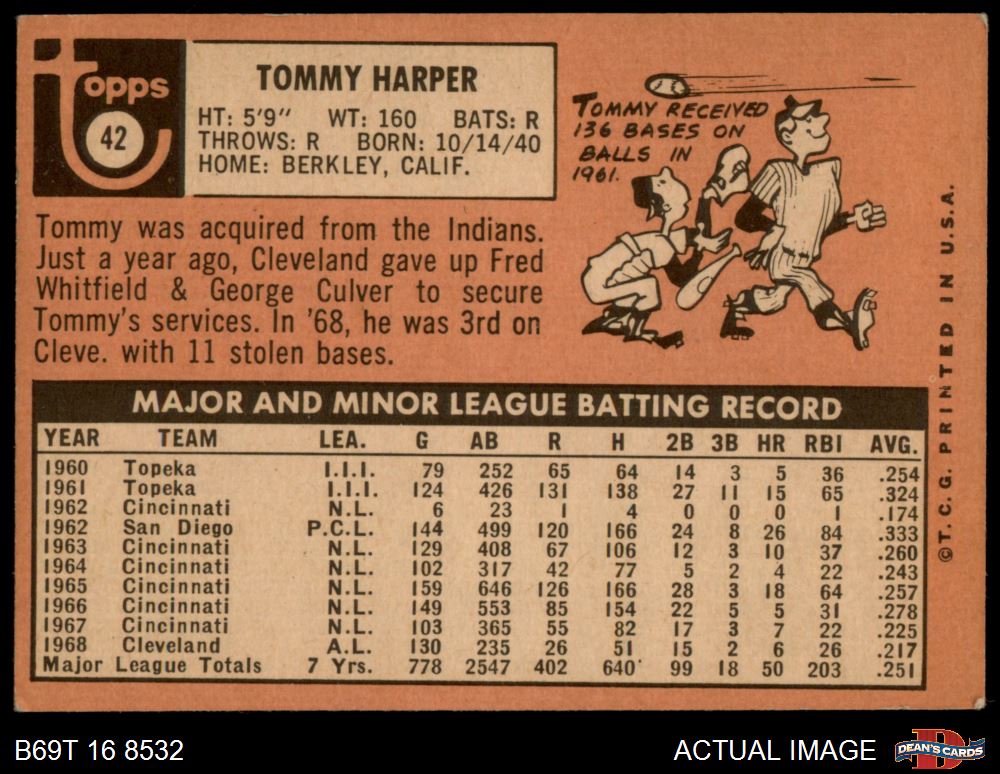 Topps
42
TOMMY HARPER
HT: 5'9" WT: 160 BATS: R
THROWS: R BORN: 10/14/40
HOME: BERKLEY, CALIF.
TOMMY RECEIVED
136 BASES ON
BALLS IN
1961.
Tommy was acquired from the Indians.
Just a year ago, Cleveland gave up Fred
Whitfield & George Culver to secure
Tommy's services. In '68, he was 3rd on
Cleve. with 11 stolen bases.
MAJOR AND MINOR LEAGUE BATTING RECORD
YEAR TEAM LEA. G AB R H 2B 3B HR RBI AVG.
1960 Topeka I.I.I. 79 252 65 64 14 3 5 36 .254
1961 Topeka I.I.I. 124 426 131 138 27 11 15 65 .324
1962 Cincinnati N.L. 6 23 1 4 0 0 0 1 .174
1962 San Diego P.C.L. 144 499 120 166 24 8 26 84 .333
1963 Cincinnati N.L. 129 408 67 106 12 3 10 37 .260
1964 Cincinnati N.L. 102 317 42 77 5 2 4 22 .243
1965 Cincinnati N.L. 159 646 126 166 28 3 18 64 .257
1966 Cincinnati N.L. 149 553 85 154 22 5 5 31 .278
1967 Cincinnati N.L. 103 365 55 82 17 3 7 22 .225
1968 Cleveland A.L. 130 235 26 51 15 2 6 26 .217
Major League Totals 7 Yrs. 778 2547 402 640 99 18 50 203 .251
© T. C. G. PRINTED IN U.S.A.
B69T 16 8532
ACTUAL IMAGE
D
DEAN'S CARDS